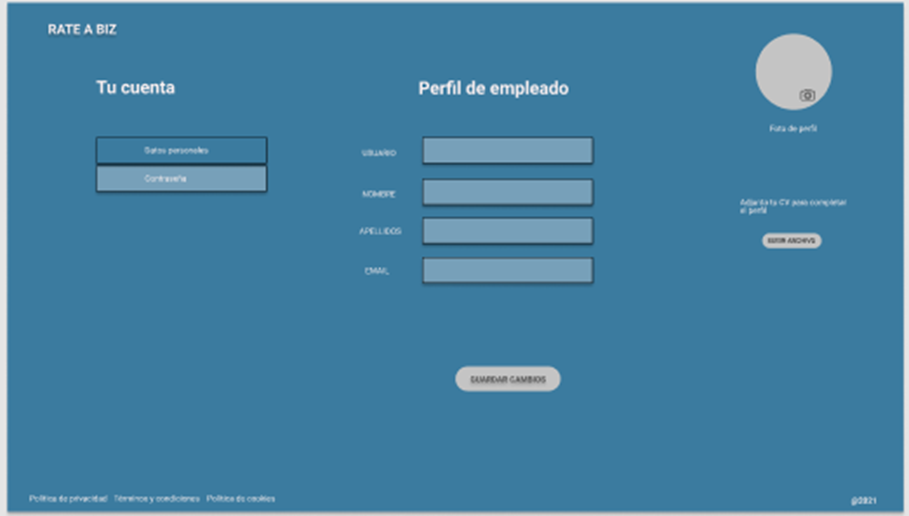 RATE A BIZ
Tu cuenta
Perfil de empleado
Foto de perfil
Datos personales
Contraseña
USUARIO
NOMBRE
APELLIDOS
EMAIL
Adjunta tu CV para completar
el perfil
SUBIR ARCHIVO
GUARDAR CAMBIOS
Política de privacidad Términos y condiciones Política de cookies
@2021